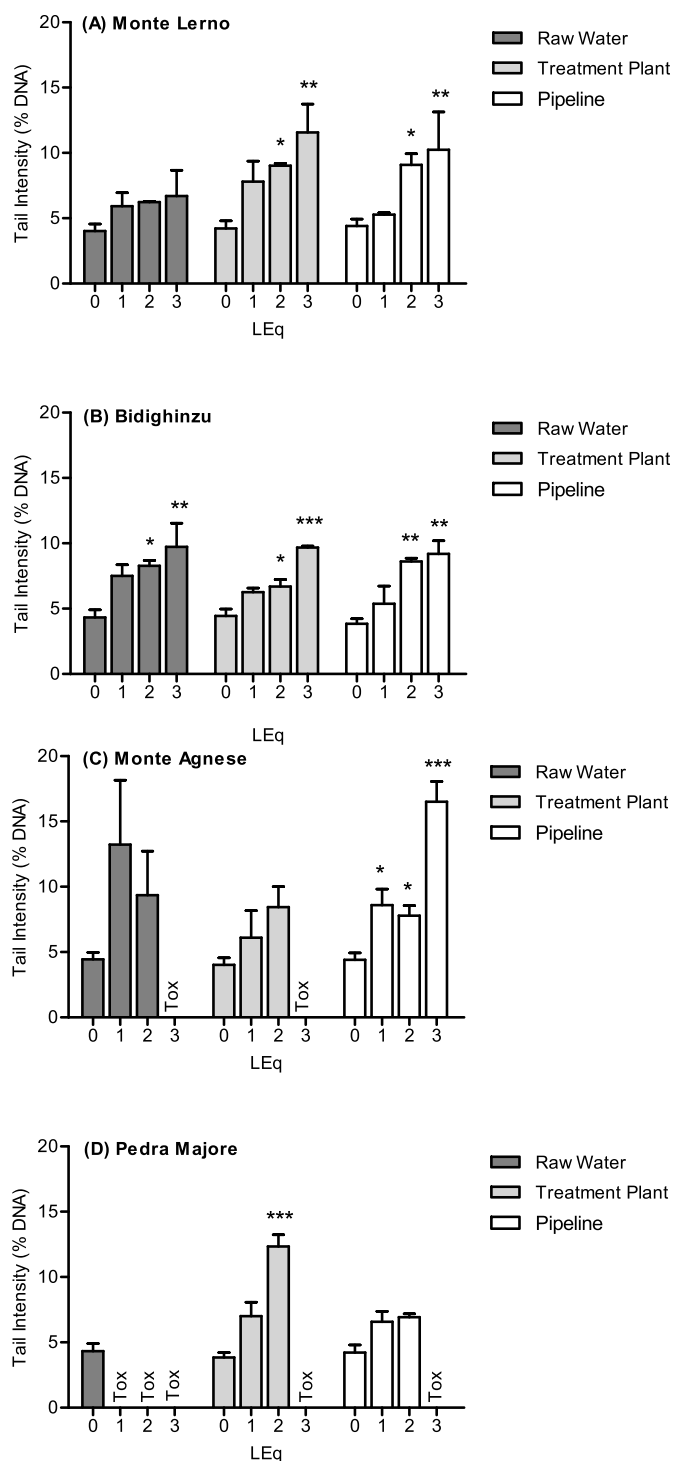 (A) Monte Lerno
Tail Intensity (% DNA)
20
15
10
5
0
* ** * **
0 1 2 3 0 1 2 3 0 1 2 3
LEq
Raw Water
Treatment Plant
Pipeline
(B) Bidighinzu
Tail Intensity (% DNA)
20
15
10
5
0
* ** * *** ** **
0 1 2 3 0 1 2 3 0 1 2 3
LEq
Raw Water
Treatment Plant
Pipeline
(C) Monte Agnese
Tail Intensity (% DNA)
20
15
10
5
0
* * ***
Tox Tox
0 1 2 3 0 1 2 3 0 1 2 3
LEq
Raw Water
Treatment Plant
Pipeline
(D) Pedra Majore
Tail Intensity (% DNA)
20
15
10
5
0
***
Tox Tox Tox Tox Tox
0 1 2 3 0 1 2 3 0 1 2 3
LEq
Raw Water
Treatment Plant
Pipeline